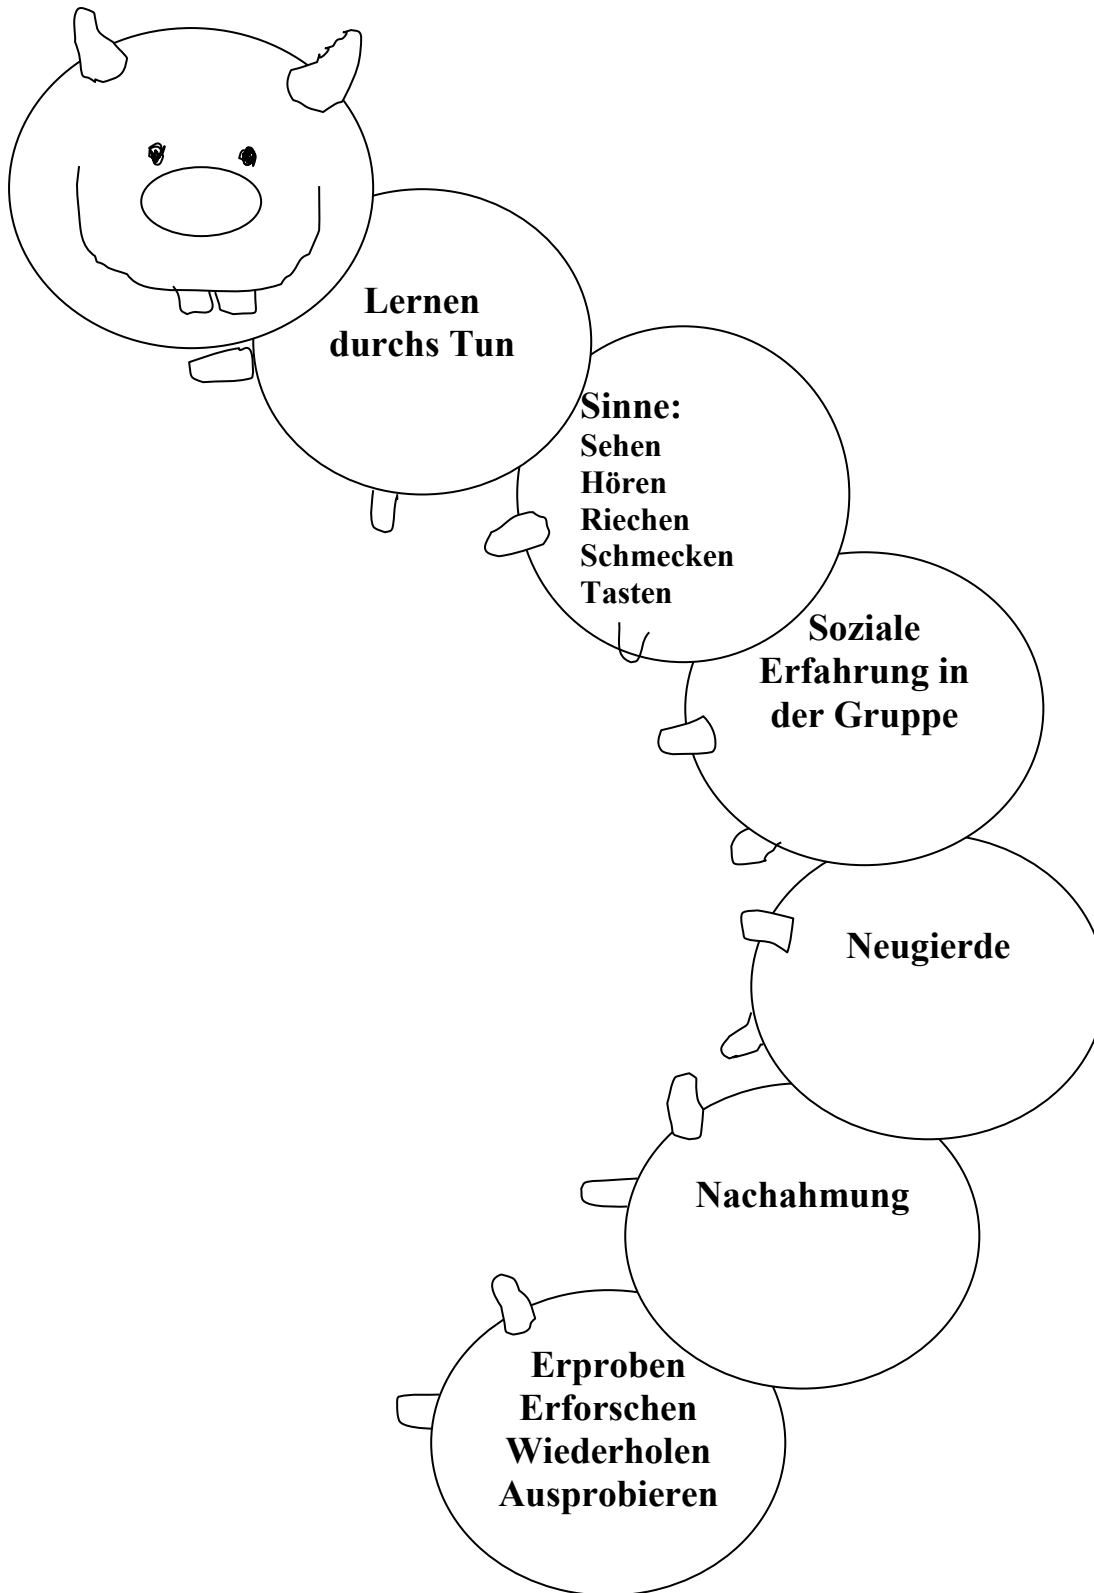 Lernen
durchs Tun
Sinne:
Sehen
Hören
Riechen
Schmecken
Tasten
Soziale
Erfahrung in
der Gruppe
Neugierde
Nachahmung
Erproben
Erforschen
Wiederholen
Ausprobieren